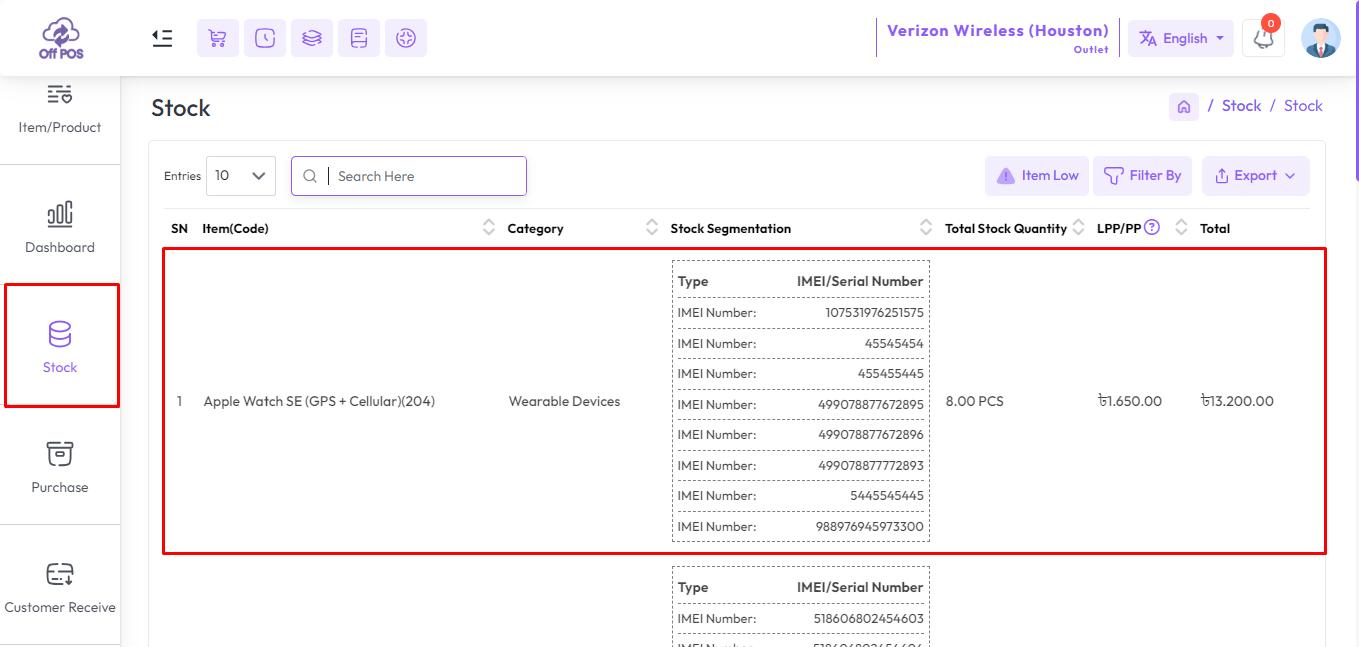 Off POS
Verizon Wireless (Houston)
Outlet
English
0
Item/Product
Dashboard
Stock
Purchase
Customer Receive
Stock
/ Stock / Stock
Entries 10 Search Here
Item Low Filter By Export
SN Item(Code) Category Stock Segmentation Total Stock Quantity LPP/PP ? Total
Type IMEI/Serial Number
IMEI Number: 107531976251575
IMEI Number: 45545454
IMEI Number: 455455445
1 Apple Watch SE (GPS + Cellular)(204) Wearable Devices 8.00 PCS ৳1.650.00 ৳13.200.00
IMEI Number: 499078877672895
IMEI Number: 499078877672896
IMEI Number: 499078877772893
IMEI Number: 5445545445
IMEI Number: 988976945973300
Type IMEI/Serial Number
IMEI Number: 518606802454603